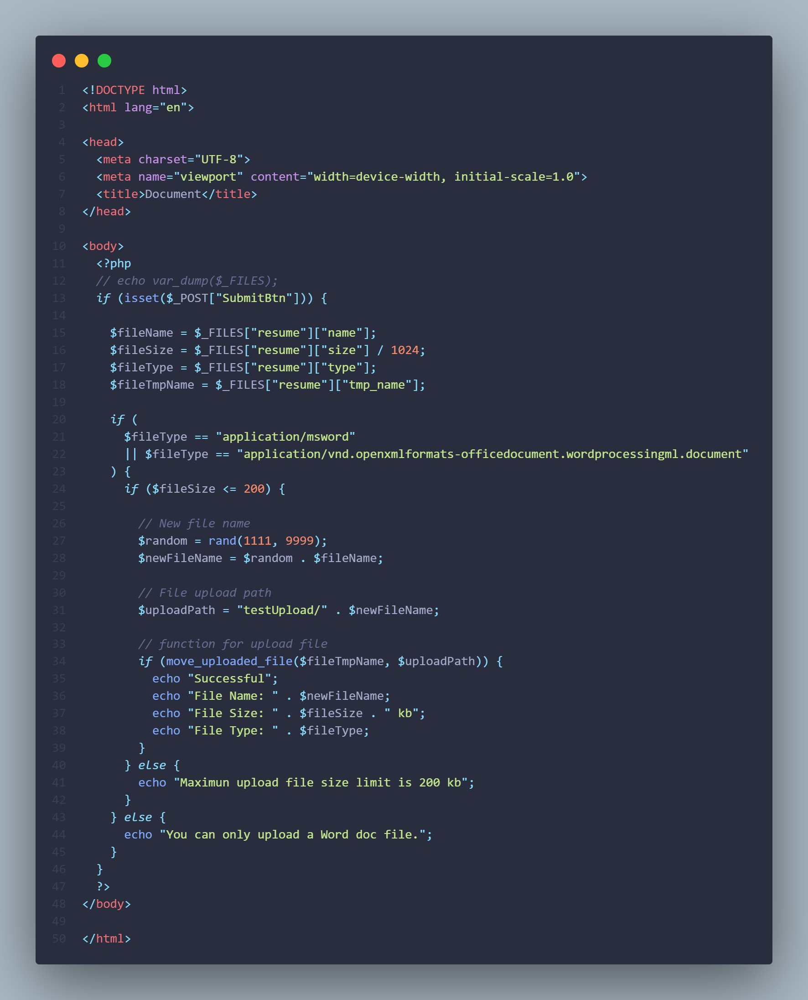 1 <!DOCTYPE html>
2 <html lang="en">
3
4 <head>
5   <meta charset="UTF-8">
6   <meta name="viewport" content="width=device-width, initial-scale=1.0">
7   <title>Document</title>
8 </head>
9
10 <body>
11   <?php
12   // echo var_dump($_FILES);
13   if (isset($_POST["SubmitBtn"])) {
14
15     $fileName = $_FILES["resume"]["name"];
16     $fileSize = $_FILES["resume"]["size"] / 1024;
17     $fileType = $_FILES["resume"]["type"];
18     $fileTmpName = $_FILES["resume"]["tmp_name"];
19
20     if (
21       $fileType == "application/msword"
22       || $fileType == "application/vnd.openxmlformats-officedocument.wordprocessingml.document"
23     ) {
24       if ($fileSize <= 200) {
25
26         // New file name
27         $random = rand(1111, 9999);
28         $newFileName = $random . $fileName;
29
30         // File upload path
31         $uploadPath = "testUpload/" . $newFileName;
32
33         // function for upload file
34         if (move_uploaded_file($fileTmpName, $uploadPath)) {
35           echo "Successful";
36           echo "File Name: " . $newFileName;
37           echo "File Size: " . $fileSize . " kb";
38           echo "File Type: " . $fileType;
39         }
40       } else {
41         echo "Maximun upload file size limit is 200 kb";
42       }
43     } else {
44       echo "You can only upload a Word doc file.";
45     }
46   }
47   ?>
48 </body>
49
50 </html>